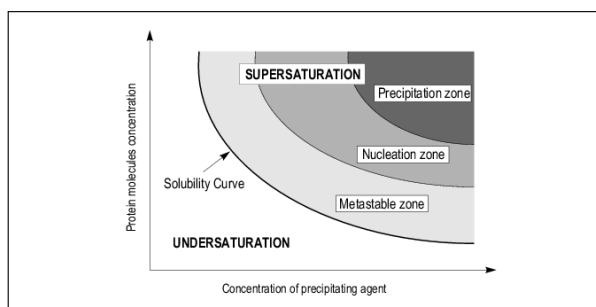 Protein molecules concentration
SUPERSATURATION
Precipitation zone
Nucleation zone
Solubility Curve
Metastable zone
UNDERSATURATION
Concentration of precipitating agent